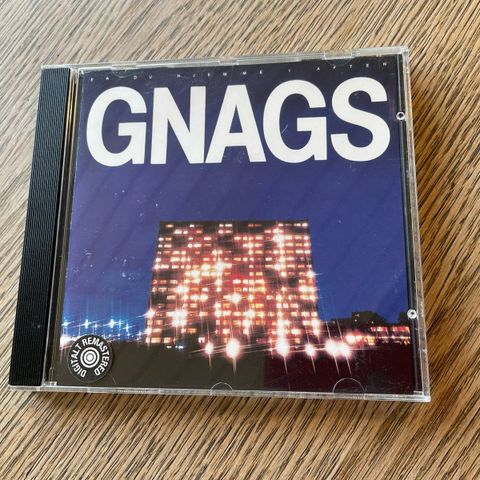 ER DU HJEMME I AFTEN
GNAGS
DIGITALT REMASTERED